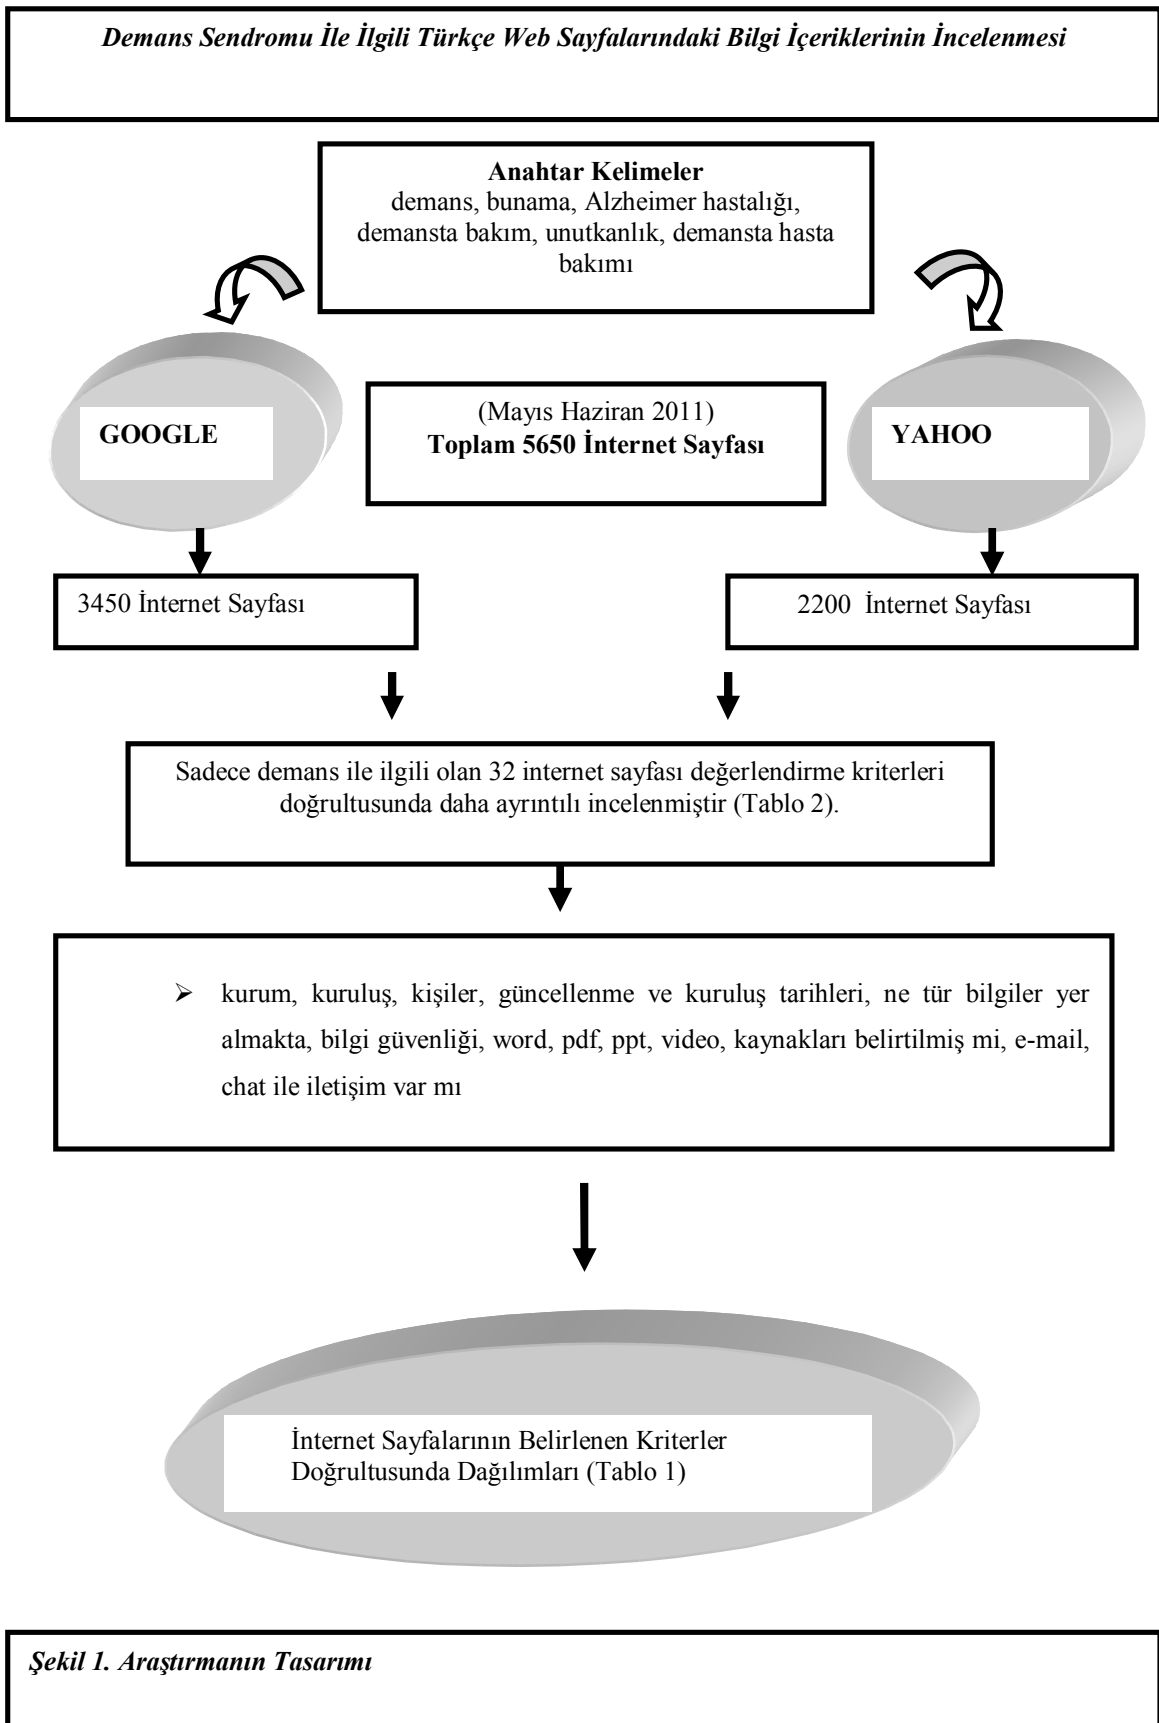 Demans Sendromu İle İlgili Türkçe Web Sayfalarındaki Bilgi İçeriklerinin İncelenmesi
Anahtar Kelimeler
demans, bunama, Alzheimer hastalığı,
demansta bakım, unutkanlık, demansta hasta
bakımı
GOOGLE
(Mayıs Haziran 2011)
Toplam 5650 İnternet Sayfası
YAHOO
3450 İnternet Sayfası
2200 İnternet Sayfası
Sadece demans ile ilgili olan 32 internet sayfası değerlendirme kriterleri
doğrultusunda daha ayrıntılı incelenmiştir (Tablo 2).
➢ kurum, kuruluş, kişiler, güncellenme ve kuruluş tarihleri, ne tür bilgiler yer
almakta, bilgi güvenliği, word, pdf, ppt, video, kaynakları belirtilmiş mi, e-mail,
chat ile iletişim var mı
İnternet Sayfalarının Belirlenen Kriterler
Doğrultusunda Dağılımları (Tablo 1)
Şekil 1. Araştırmanın Tasarımı